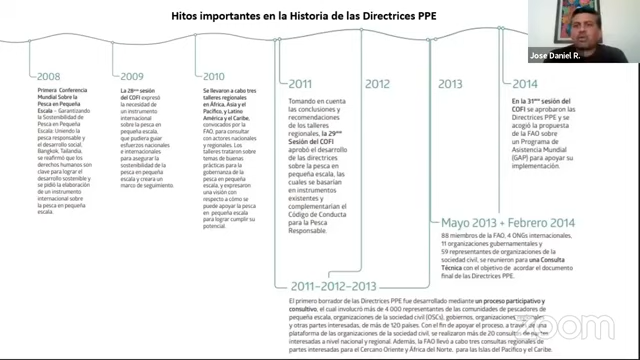 Hitos importantes en la Historia de las Directrices PPE
Jose Daniel R.
2008
Primera Conferencia
Mundial Sobre la
Pesca en Pequeña
Escala – Garantizando
la Sostenibilidad de
Pesca en Pequeña
Escala: Uniendo la
pesca responsable y
el desarrollo social.
Bangkok, Tailandia,
se reafirmó que los
derechos humanos son
clave para lograr el
desarrollo sostenible y
se pidió la elaboración
de un instrumento
internacional sobre
la pesca en pequeña
escala.
2009
La 28ᵉˢⁱᵐᵃ sesión
del COFI expresó
la necesidad de
un instrumento
internacional sobre
la pesca en pequeña
escala, que pudiera guiar
esfuerzos nacionales e
internacionales para
asegurar la
sostenibilidad de la
pesca en pequeña
escala y creara un
marco de seguimiento.
2010
Se llevaron a cabo tres
talleres regionales en
África, Asia y el
Pacífico, y Latino
América y el Caribe,
convocados por la
FAO, para consultar
con actores nacionales
y regionales. Los
talleres trataron sobre
temas de buenas
prácticas para la
gobernanza de la
pesca en pequeña
escala, y expresaron
una visión con
respecto a cómo se
puede apoyar la pesca
en pequeña escala
para lograr cumplir su
potencial.
2011
Tomando en cuenta
las conclusiones y
recomendaciones
de los talleres
regionales, la 29ⁿᵃ
Sesión del COFI
aprobó el desarrollo
de las directrices
sobre la pesca en
pequeña escala, las
cuales se basarían
en instrumentos
existentes y
complementarían el
Código de Conducta
para la Pesca
Responsable.
2012
2013
2014
En la 31ᵃ sesión del
COFI se aprobaron las
Directrices PPE y se
acogió la propuesta
de la FAO sobre
un Programa de
Asistencia Mundial
(GAP) para apoyar su
implementación.
Mayo 2013 + Febrero 2014
88 miembros de la FAO, 4 ONGs internacionales,
11 organizaciones gubernamentales y
59 representantes de organizaciones de
la sociedad civil, se reunieron para una Consulta
Técnica con el objetivo de acordar el documento
final de las Directrices PPE.
2011–2012–2013
El primer borrador de las Directrices PPE fue desarrollado mediante un proceso participativo y
consultivo, el cual involucró más de 4 000 representantes de las comunidades de pescadores de
pequeña escala, organizaciones de la sociedad civil (OSCs), gobiernos, organizaciones regionales
y otras partes interesadas, de más de 120 países. Con el fin de apoyar el proceso, a través de una
plataforma de las organizaciones de la sociedad civil, se realizaron más de 20 consultas de partes
interesadas a nivel nacional y regional. Además, la FAO llevó a cabo tres consultas regionales de
partes interesadas para el Cercano Oriente y África del Norte, para las Islas del Pacífico y el Caribe.
zoom